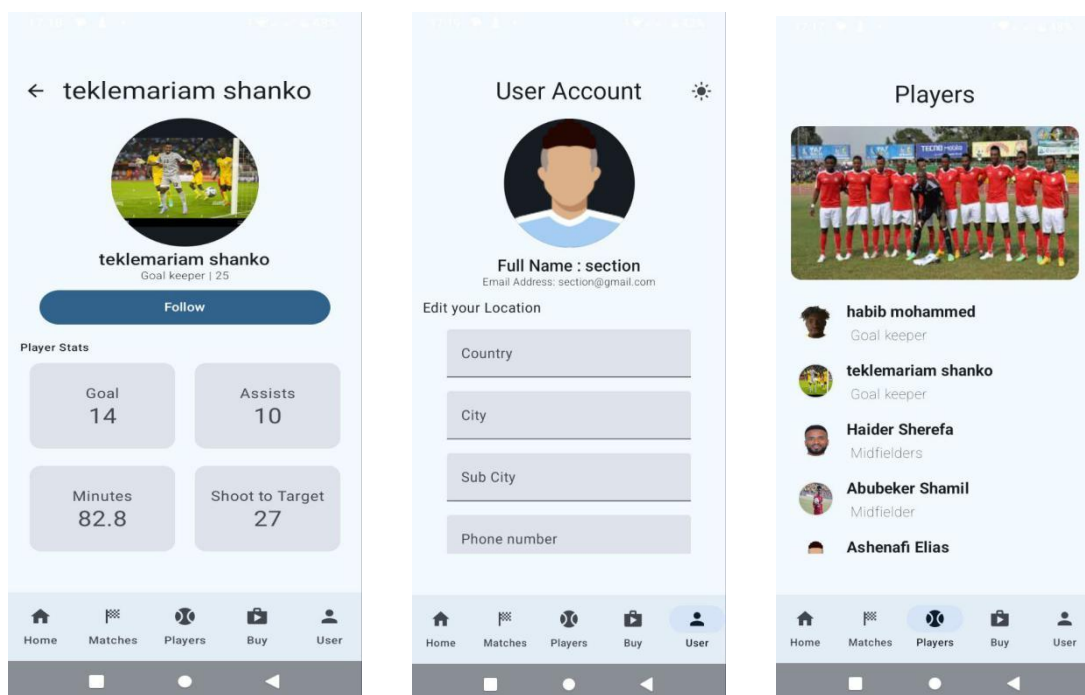 teklemariam shanko
teklemariam shanko
Goal keeper | 25
Follow
Player Stats
Goal
14
Assists
10
Minutes
82.8
Shoot to Target
27
Home
Matches
Players
Buy
User
User Account
Full Name : section
Email Address: section@gmail.com
Edit your Location
Country
City
Sub City
Phone number
Home
Matches
Players
Buy
User
Players
TECNO mobile
habib mohammed
Goal keeper
teklemariam shanko
Goal keeper
Haider Sherefa
Midfielders
Abubeker Shamil
Midfielder
Ashenafi Elias
Home
Matches
Players
Buy
User